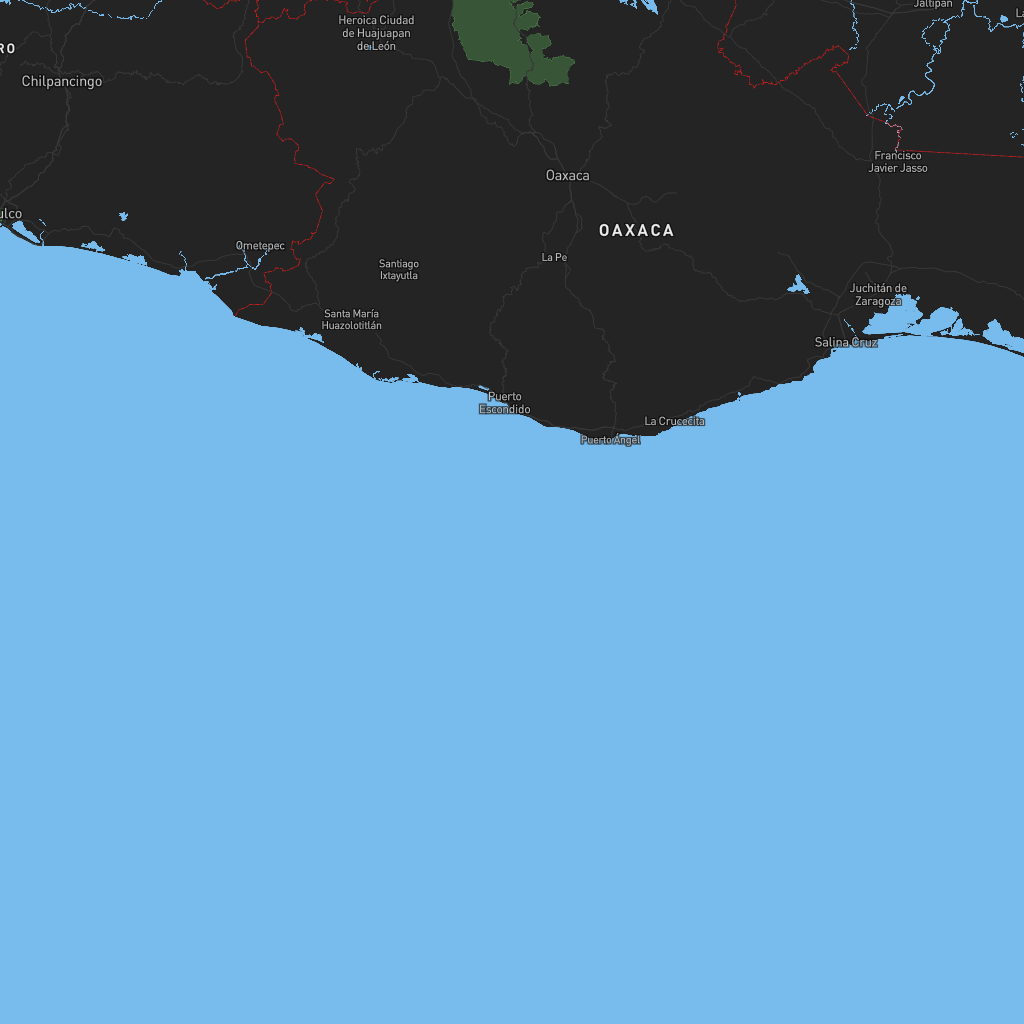 Jaltipan
Heroica Ciudad
de Huajuapan
de León
RO
Chilpancingo
Francisco
Javier Jasso
Oaxaca
ulco
OAXACA
Ometepec
La Pe
Santiago
Ixtayutla
Juchitán de
Zaragoza
Santa María
Huazolotitlán
Salina Cruz
Puerto
Escondido
La Crucecita
Puerto Ángel